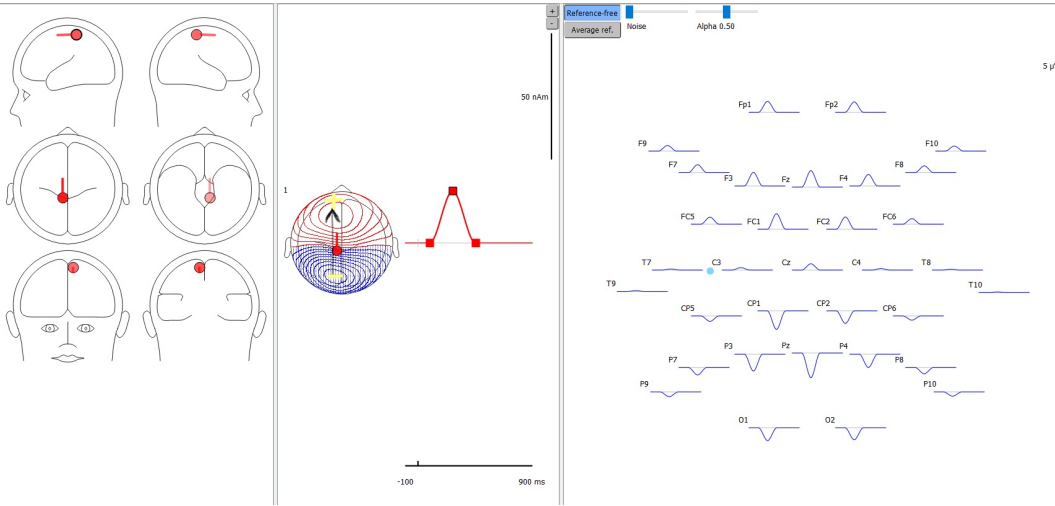 +
-
Reference-free
Average ref.
Noise
Alpha 0.50
50 nAm
5 µV
1
Fp1
Fp2
F9
F10
F7
F8
F3
Fz
F4
FC5
FC1
FC2
FC6
T7
C3
Cz
C4
T8
T9
T10
CP5
CP1
CP2
CP6
P7
P3
Pz
P4
P8
P9
P10
O1
O2
-100
900 ms